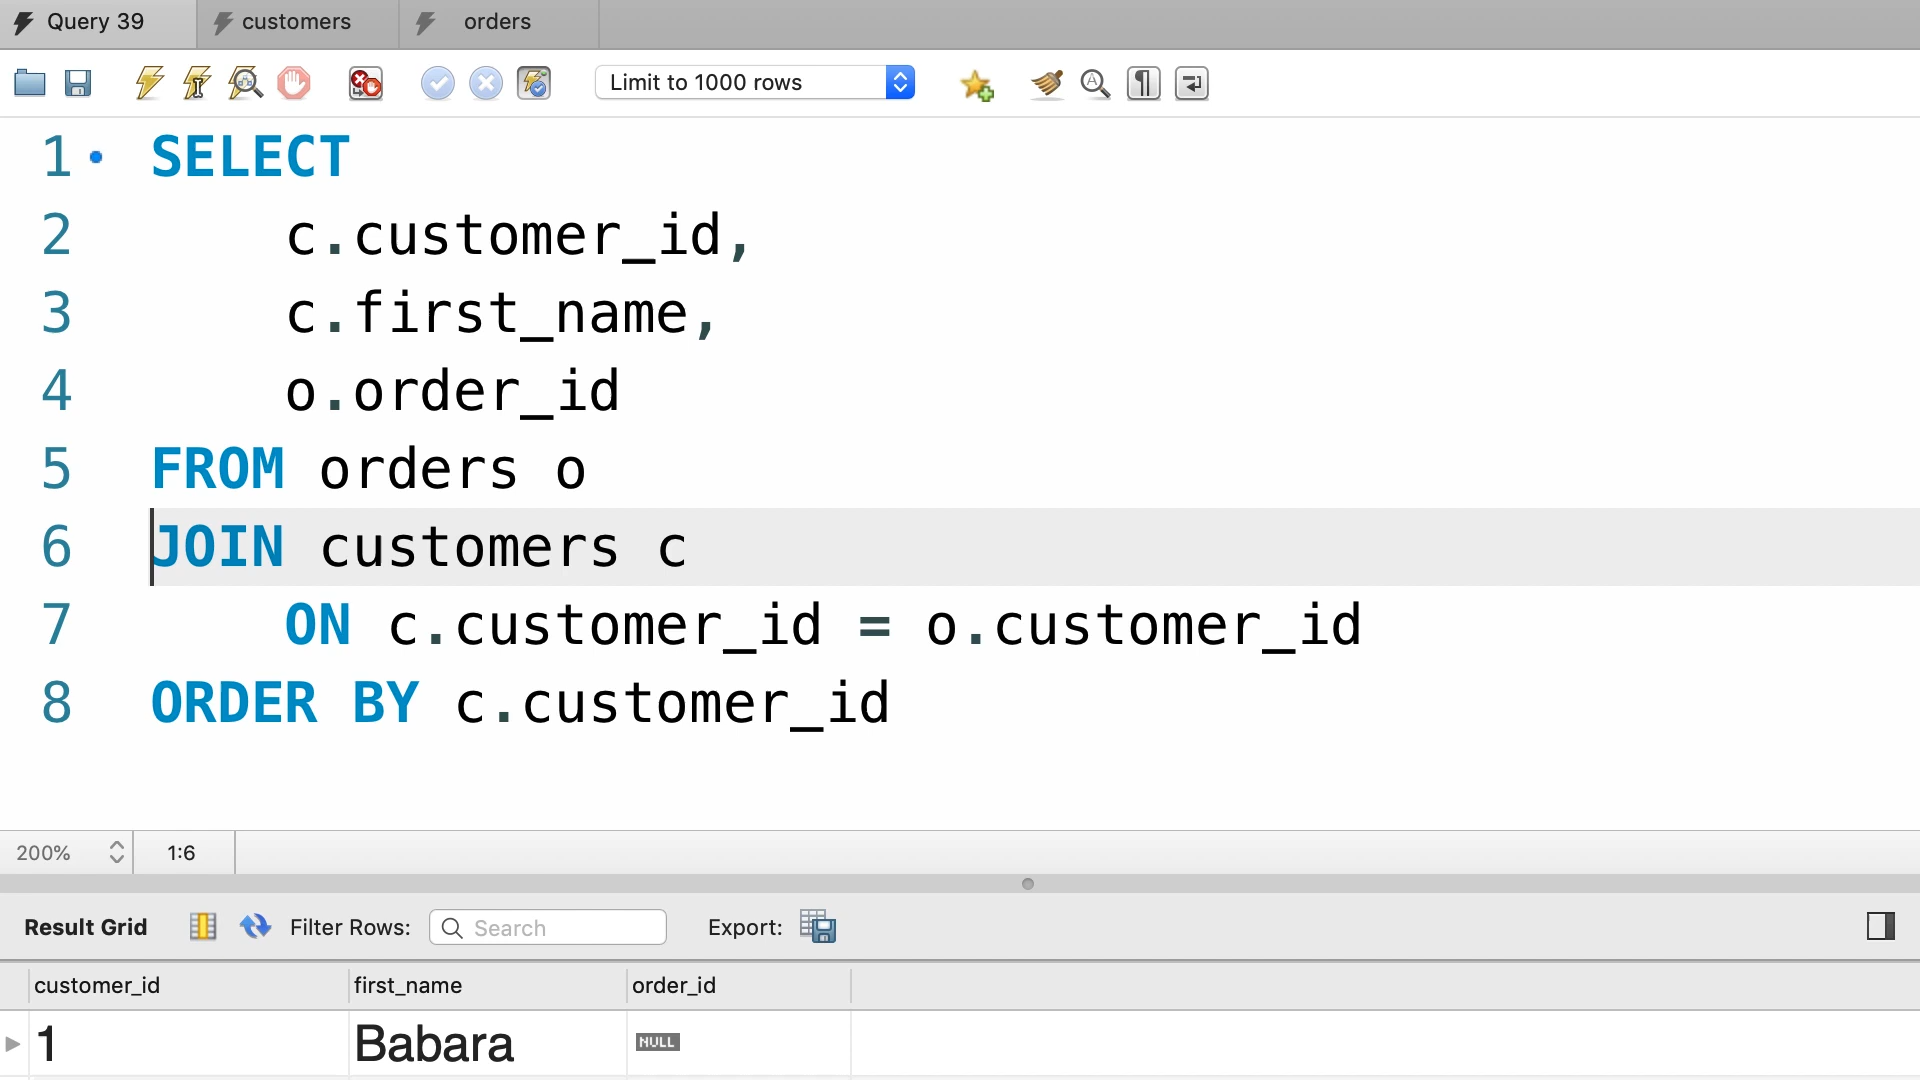 Query 39 customers orders
Limit to 1000 rows
1 SELECT
2 c.customer_id,
3 c.first_name,
4 o.order_id
5 FROM orders o
6 JOIN customers c
7 ON c.customer_id = o.customer_id
8 ORDER BY c.customer_id
200% 1:6
Result Grid Filter Rows: Search Export:
customer_id first_name order_id
1 Babara NULL